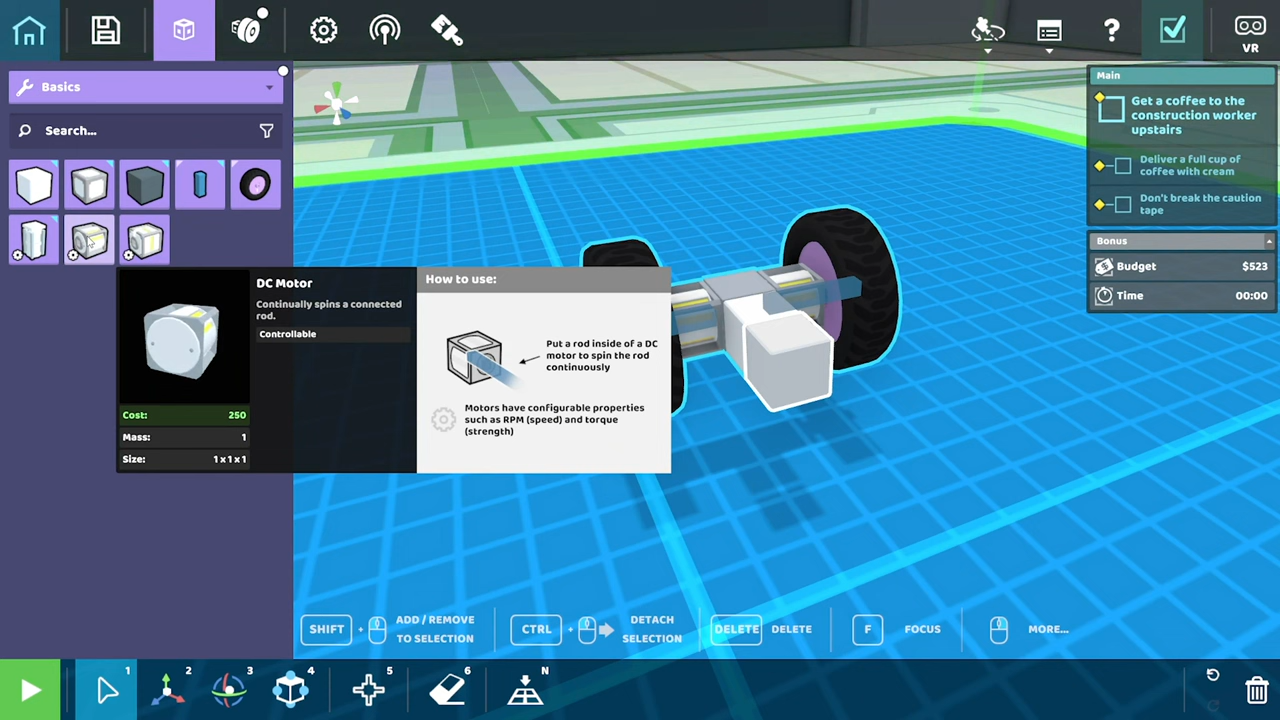 VR
Basics
Search...
DC Motor
Continually spins a connected
rod.
Controllable
Cost: 250
Mass: 1
Size: 1 x 1 x 1
How to use:
Put a rod inside of a DC
motor to spin the rod
continuously
Motors have configurable properties
such as RPM (speed) and torque
(strength)
Main
Get a coffee to the
construction worker
upstairs
Deliver a full cup of
coffee with cream
Don't break the caution
tape
Bonus
Budget $523
Time 00:00
SHIFT + ADD / REMOVE
TO SELECTION
CTRL + DETACH
SELECTION
DELETE DELETE
F FOCUS
MORE...
1 2 3 4 5 6 N